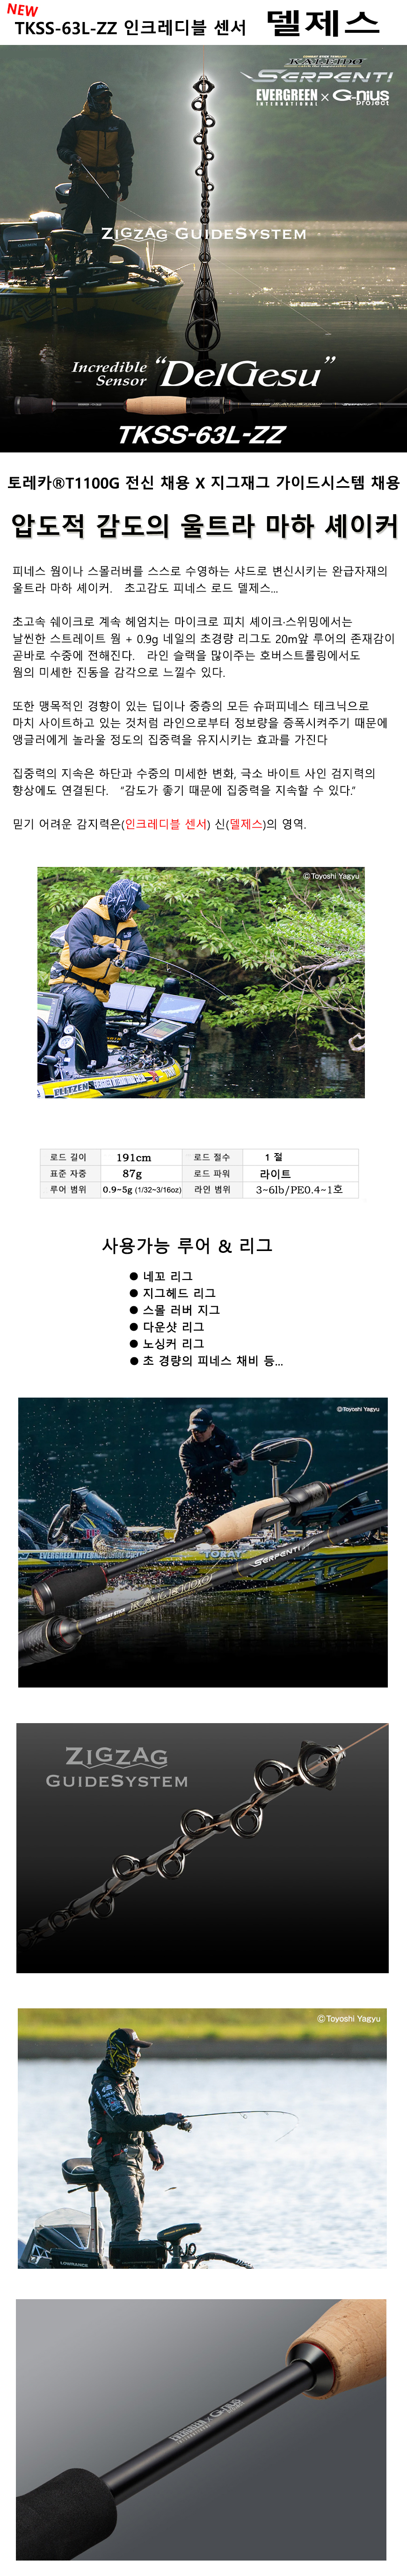 NEW
TKSS-63L-ZZ 인크레디블 센서 델제스
COMBAT STICK TECHNO GRAVITY
KALEIDO
SERPENTI
EVERGREEN INTERNATIONAL × G-nius project
ZIGZAG GUIDESYSTEM
Incredible Sensor “DelGesu”
TKSS-63L-ZZ
토레카®T1100G 전신 채용 X 지그재그 가이드시스템 채용
압도적 감도의 울트라 마하 셰이커
피네스 웜이나 스몰러버를 스스로 수영하는 샤드로 변신시키는 완급자재의
울트라 마하 셰이커. 초고감도 피네스 로드 델제스...
초고속 쉐이크로 계속 헤엄치는 마이크로 피치 셰이크·스위밍에서는
날씬한 스트레이트 웜 + 0.9g 네일의 초경량 리그도 20m앞 루어의 존재감이
곧바로 수중에 전해진다. 라인 슬랙을 많이주는 호버스트롤링에서도
웜의 미세한 진동을 감각으로 느낄수 있다.
또한 맹목적인 경향이 있는 딥이나 중층의 모든 슈퍼피네스 테크닉으로
마치 사이트하고 있는 것처럼 라인으로부터 정보량을 증폭시켜주기 때문에
앵글러에게 놀라울 정도의 집중력을 유지시키는 효과를 가진다
집중력의 지속은 하단과 수중의 미세한 변화, 극소 바이트 사인 검지력의
향상에도 연결된다. “감도가 좋기 때문에 집중력을 지속할 수 있다.”
믿기 어려운 감지력은(인크레디블 센서) 신(델제스)의 영역.
©Toyoshi Yagyu
로드 길이 191cm 로드 절수 1 절
표준 자중 87g 로드 파워 라이트
루어 범위 0.9~5g (1/32~3/16oz) 라인 범위 3~6lb/PE0.4~1호
사용가능 루어 & 리그
● 네꼬 리그
● 지그헤드 리그
● 스몰 러버 지그
● 다운샷 리그
● 노싱커 리그
● 초 경량의 피네스 채비 등...
©Toyoshi Yagyu
EVERGREEN INTERNATIONAL
SERPENTI
COMBAT STICK KALEIDO
ZIGZAG
GUIDESYSTEM
©Toyoshi Yagyu
LOWRANCE
EVERGREEN INTERNATIONAL × G-nius PROJECT